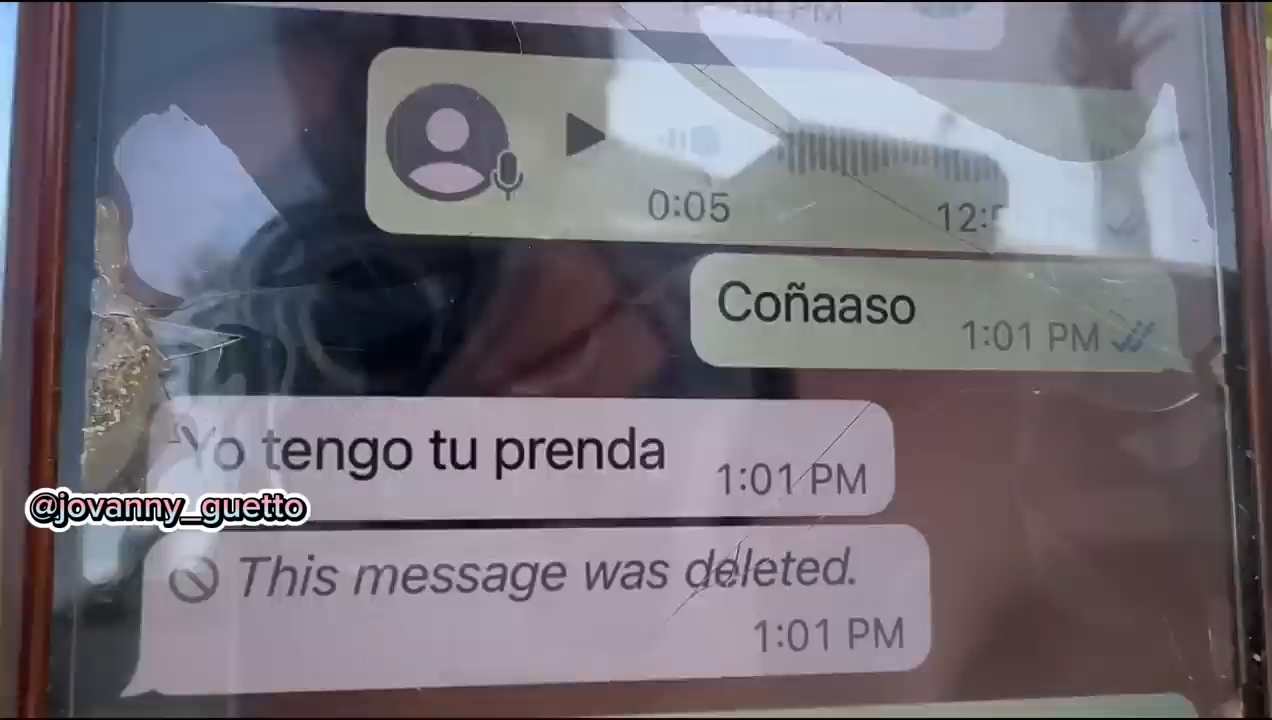 0:05
Coñaaso
1:01 PM
Yo tengo tu prenda
1:01 PM
@jovanny_guetto
This message was deleted.
1:01 PM